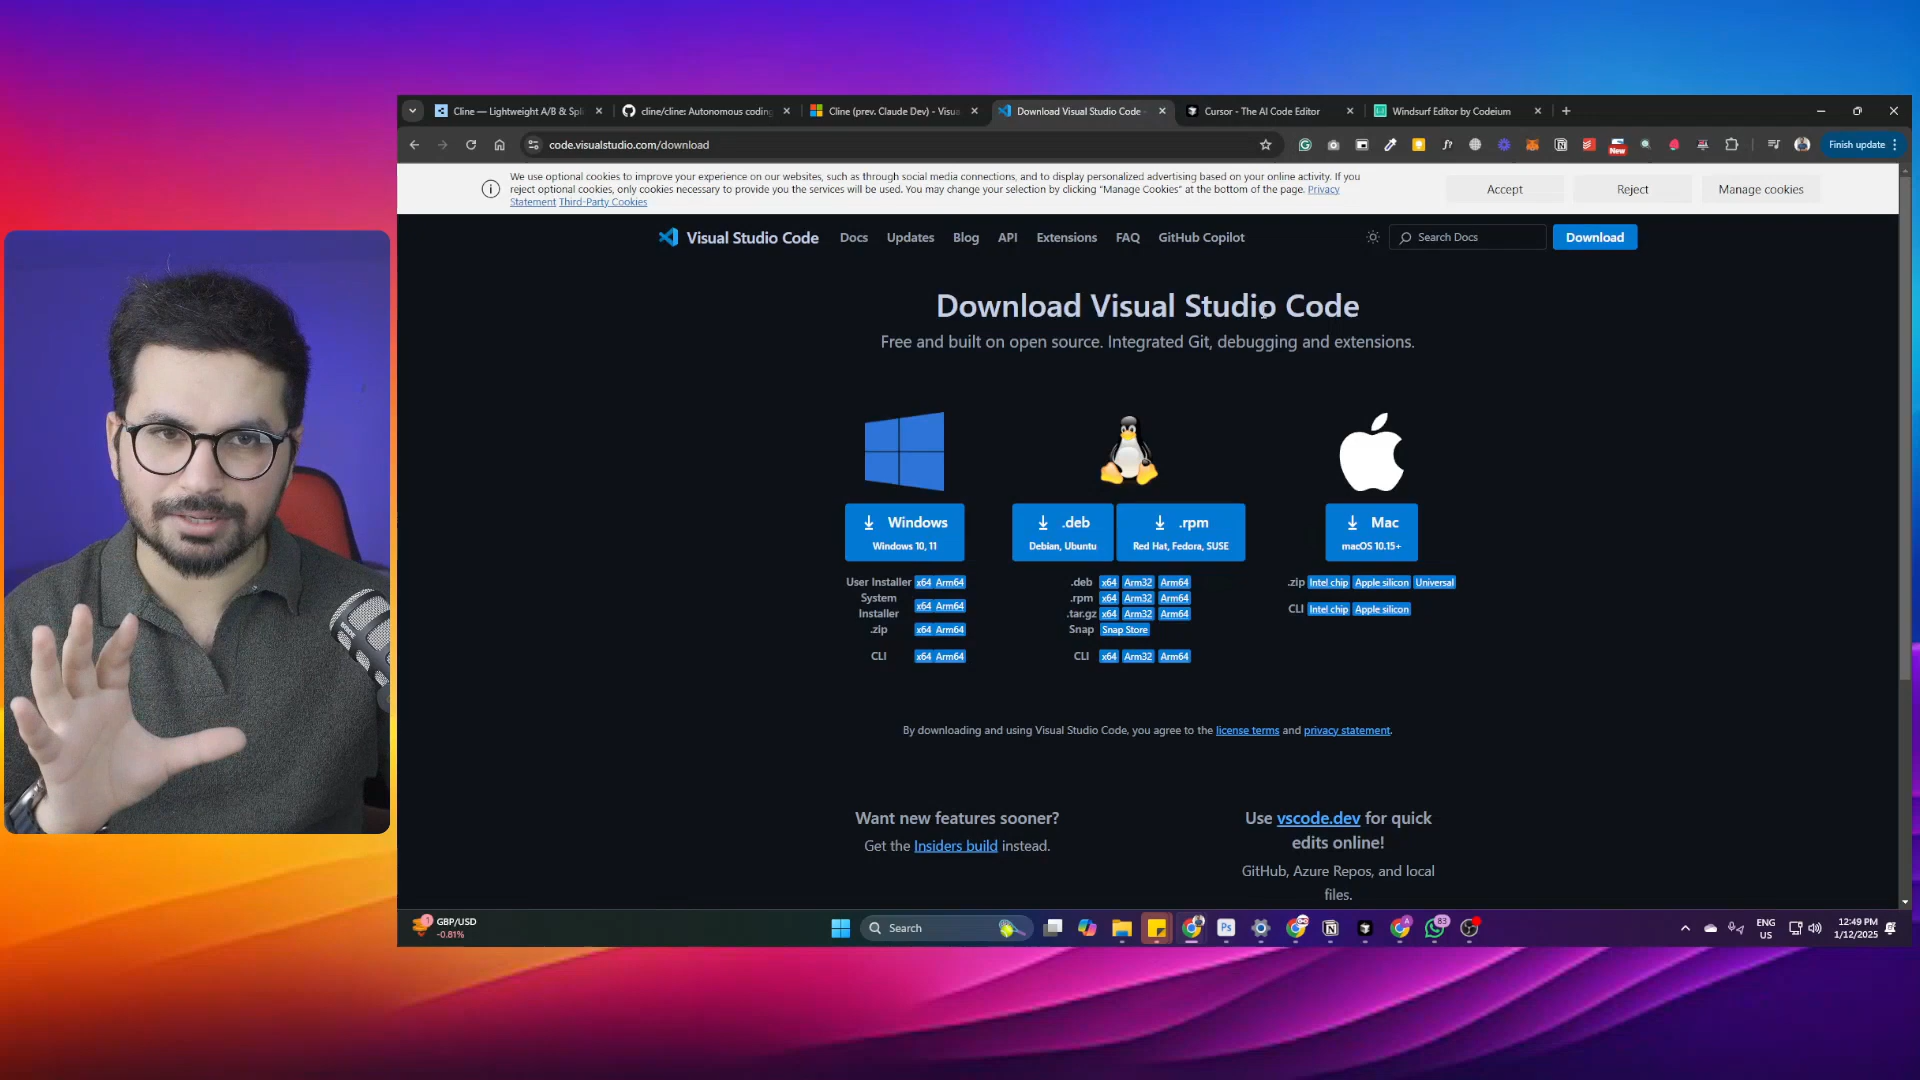 Cline — Lightweight A/B & Spli
cline/cline: Autonomous coding
Cline (prev. Claude Dev) - Visua
Download Visual Studio Code -
Cursor - The AI Code Editor
Windsurf Editor by Codeium
code.visualstudio.com/download
New
Finish update
We use optional cookies to improve your experience on our websites, such as through social media connections, and to display personalized advertising based on your online activity. If you
reject optional cookies, only cookies necessary to provide you the services will be used. You may change your selection by clicking "Manage Cookies" at the bottom of the page. Privacy
Statement Third-Party Cookies
Accept
Reject
Manage cookies
Visual Studio Code
Docs
Updates
Blog
API
Extensions
FAQ
GitHub Copilot
Search Docs
Download
Download Visual Studio Code
Free and built on open source. Integrated Git, debugging and extensions.
Windows
Windows 10, 11
.deb
Debian, Ubuntu
.rpm
Red Hat, Fedora, SUSE
Mac
macOS 10.15+
User Installer x64 Arm64
System
Installer x64 Arm64
.zip x64 Arm64
CLI x64 Arm64
.deb x64 Arm32 Arm64
.rpm x64 Arm32 Arm64
.tar.gz x64 Arm32 Arm64
Snap Snap Store
CLI x64 Arm32 Arm64
.zip Intel chip Apple silicon Universal
CLI Intel chip Apple silicon
By downloading and using Visual Studio Code, you agree to the license terms and privacy statement.
Want new features sooner?
Get the Insiders build instead.
Use vscode.dev for quick
edits online!
GitHub, Azure Repos, and local
files.
1
GBP/USD
-0.81%
Search
Ps
83
ENG
US
12:49 PM
1/12/2025